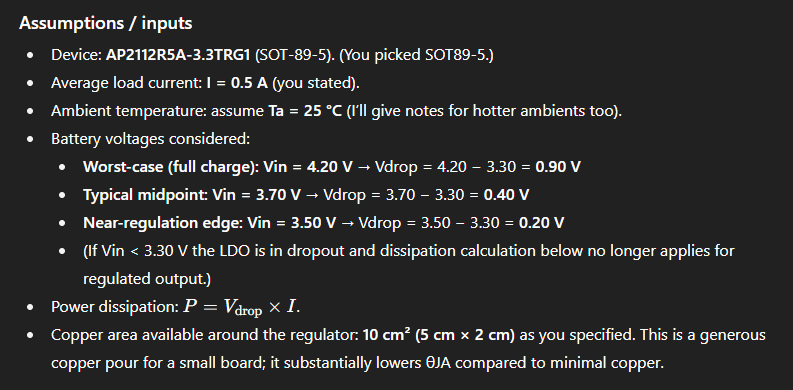 Assumptions / inputs
• Device: AP2112R5A-3.3TRG1 (SOT-89-5). (You picked SOT89-5.)
• Average load current: I = 0.5 A (you stated).
• Ambient temperature: assume Ta = 25 °C (I’ll give notes for hotter ambients too).
• Battery voltages considered:
• Worst-case (full charge): Vin = 4.20 V → Vdrop = 4.20 − 3.30 = 0.90 V
• Typical midpoint: Vin = 3.70 V → Vdrop = 3.70 − 3.30 = 0.40 V
• Near-regulation edge: Vin = 3.50 V → Vdrop = 3.50 − 3.30 = 0.20 V
• (If Vin < 3.30 V the LDO is in dropout and dissipation calculation below no longer applies for
regulated output.)
• Power dissipation: P = Vdrop × I.
• Copper area available around the regulator: 10 cm² (5 cm × 2 cm) as you specified. This is a generous
copper pour for a small board; it substantially lowers θJA compared to minimal copper.